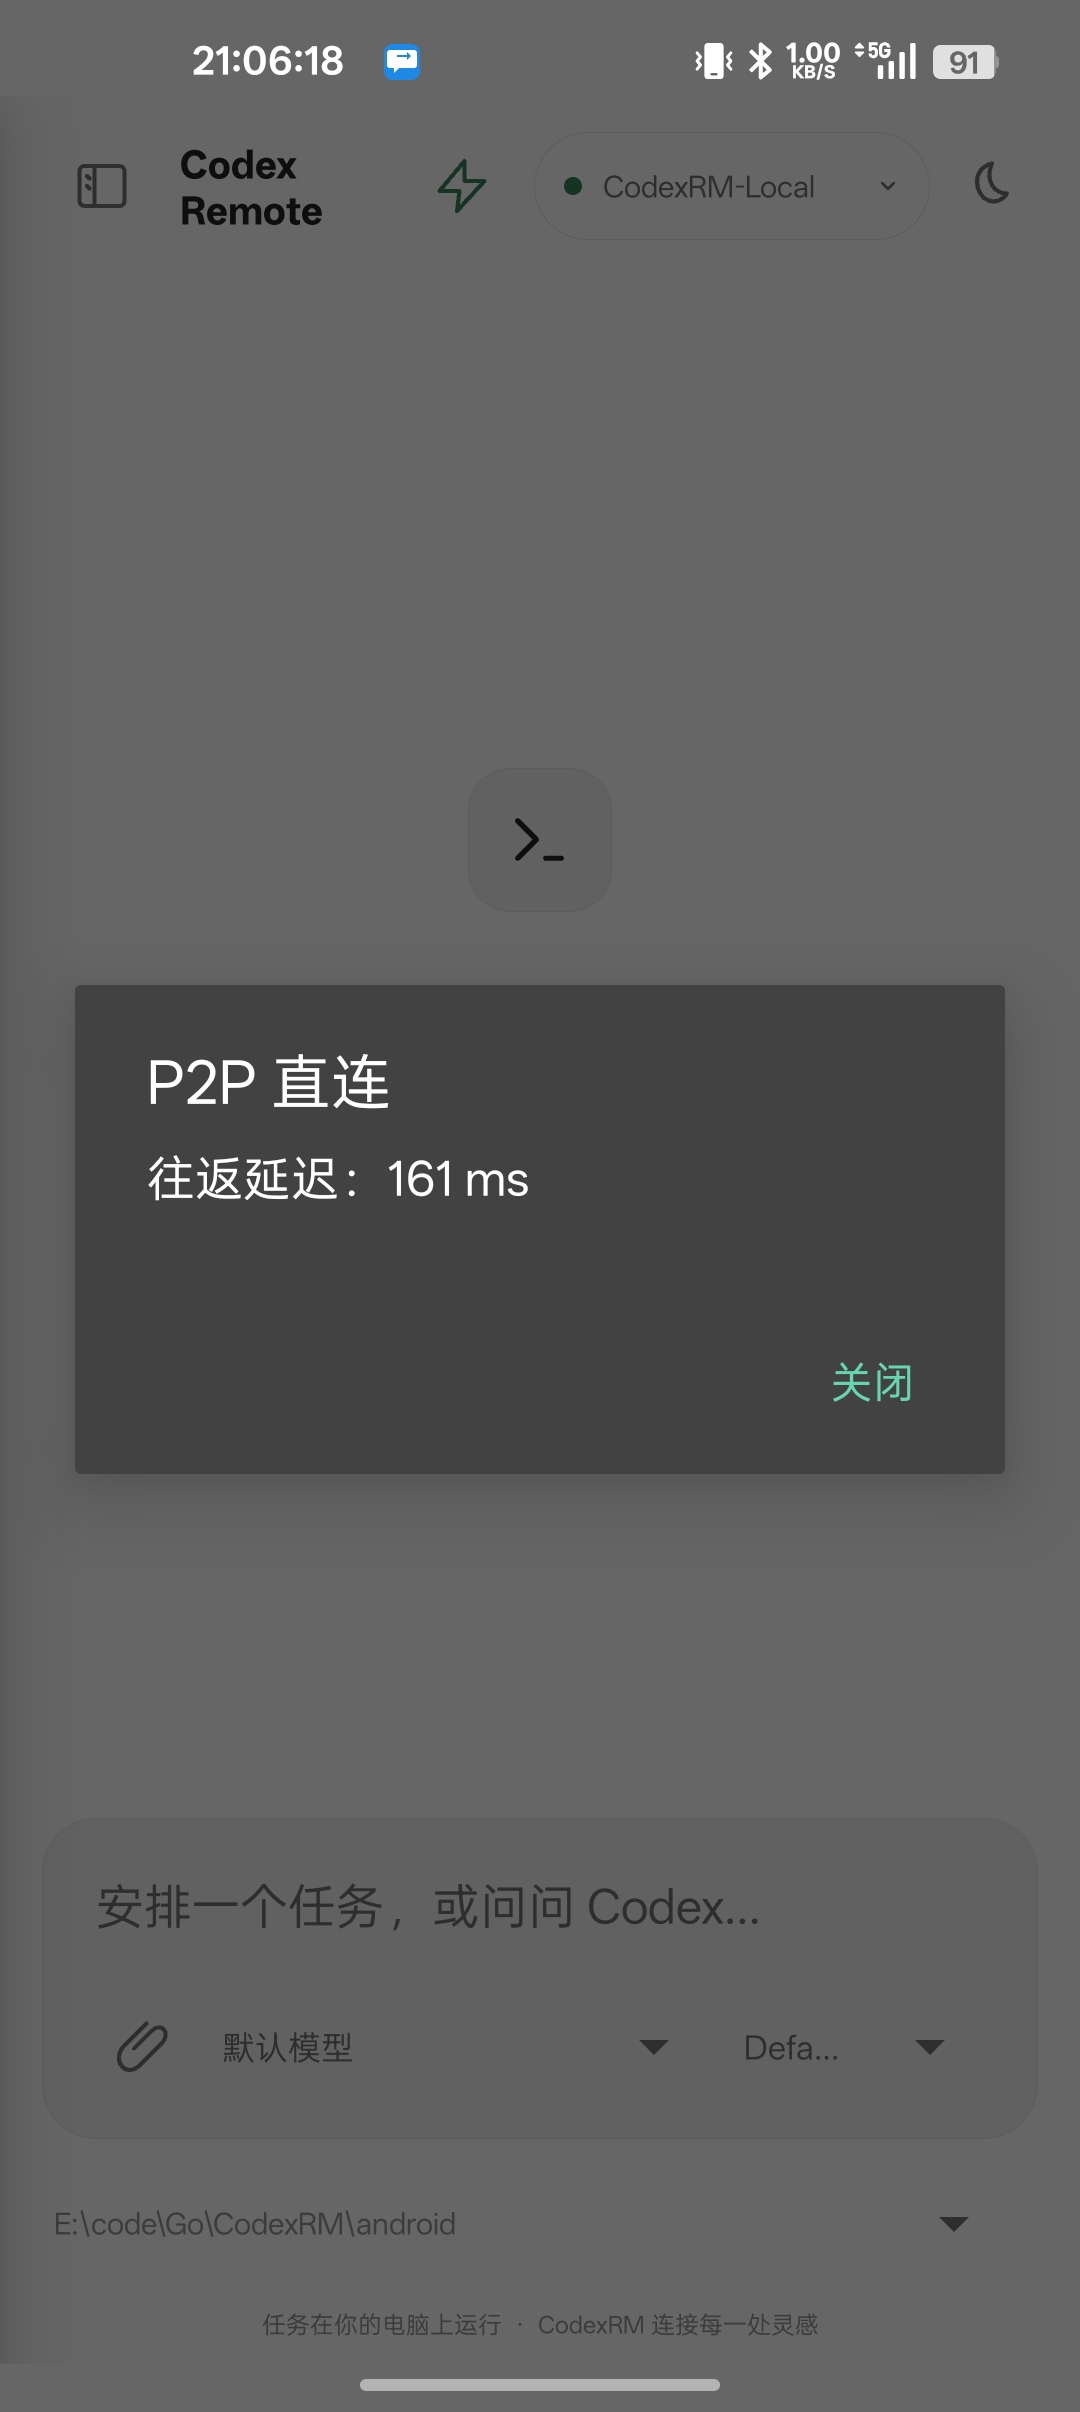 21:06:18
1.00
KB/S
5G
91
Codex
Remote
CodexRM-Local
P2P 直连
往返延迟：161 ms
关闭
安排一个任务，或问问 Codex...
默认模型
Defa...
E:\code\Go\CodexRM\android
任务在你的电脑上运行 · CodexRM 连接每一处灵感